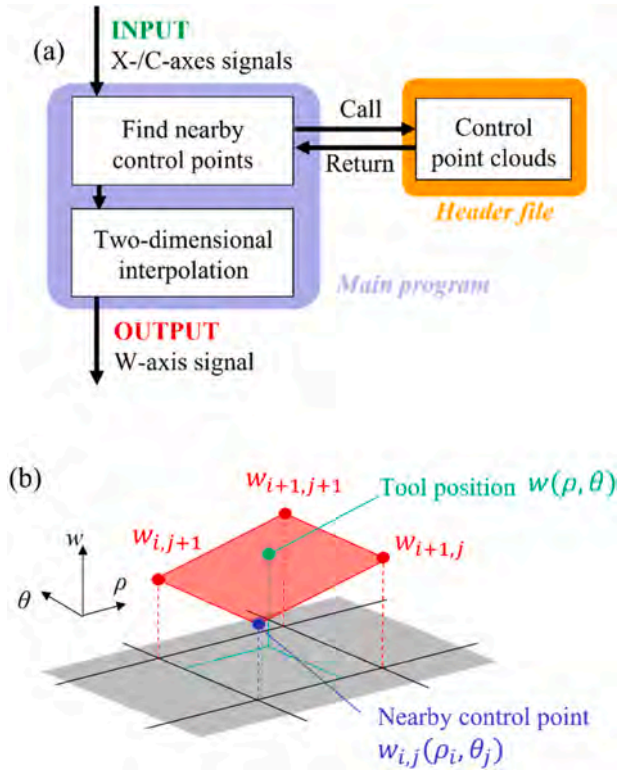 (a)
INPUT
X-/C-axes signals
Find nearby
control points
Call
Return
Control
point clouds
Header file
Two-dimensional
interpolation
Main program
OUTPUT
W-axis signal
(b)
w_{i+1,j+1}
Tool position w(ρ, θ)
w_{i,j+1}
w_{i+1,j}
w
ρ
θ
Nearby control point
w_{i,j}(ρ_i, θ_j)